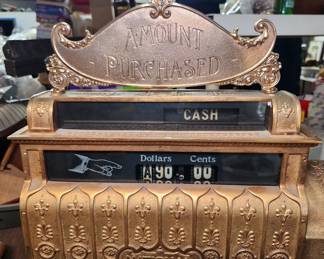 AMOUNT
PURCHASED
CASH
Dollars Cents
A 90. 00